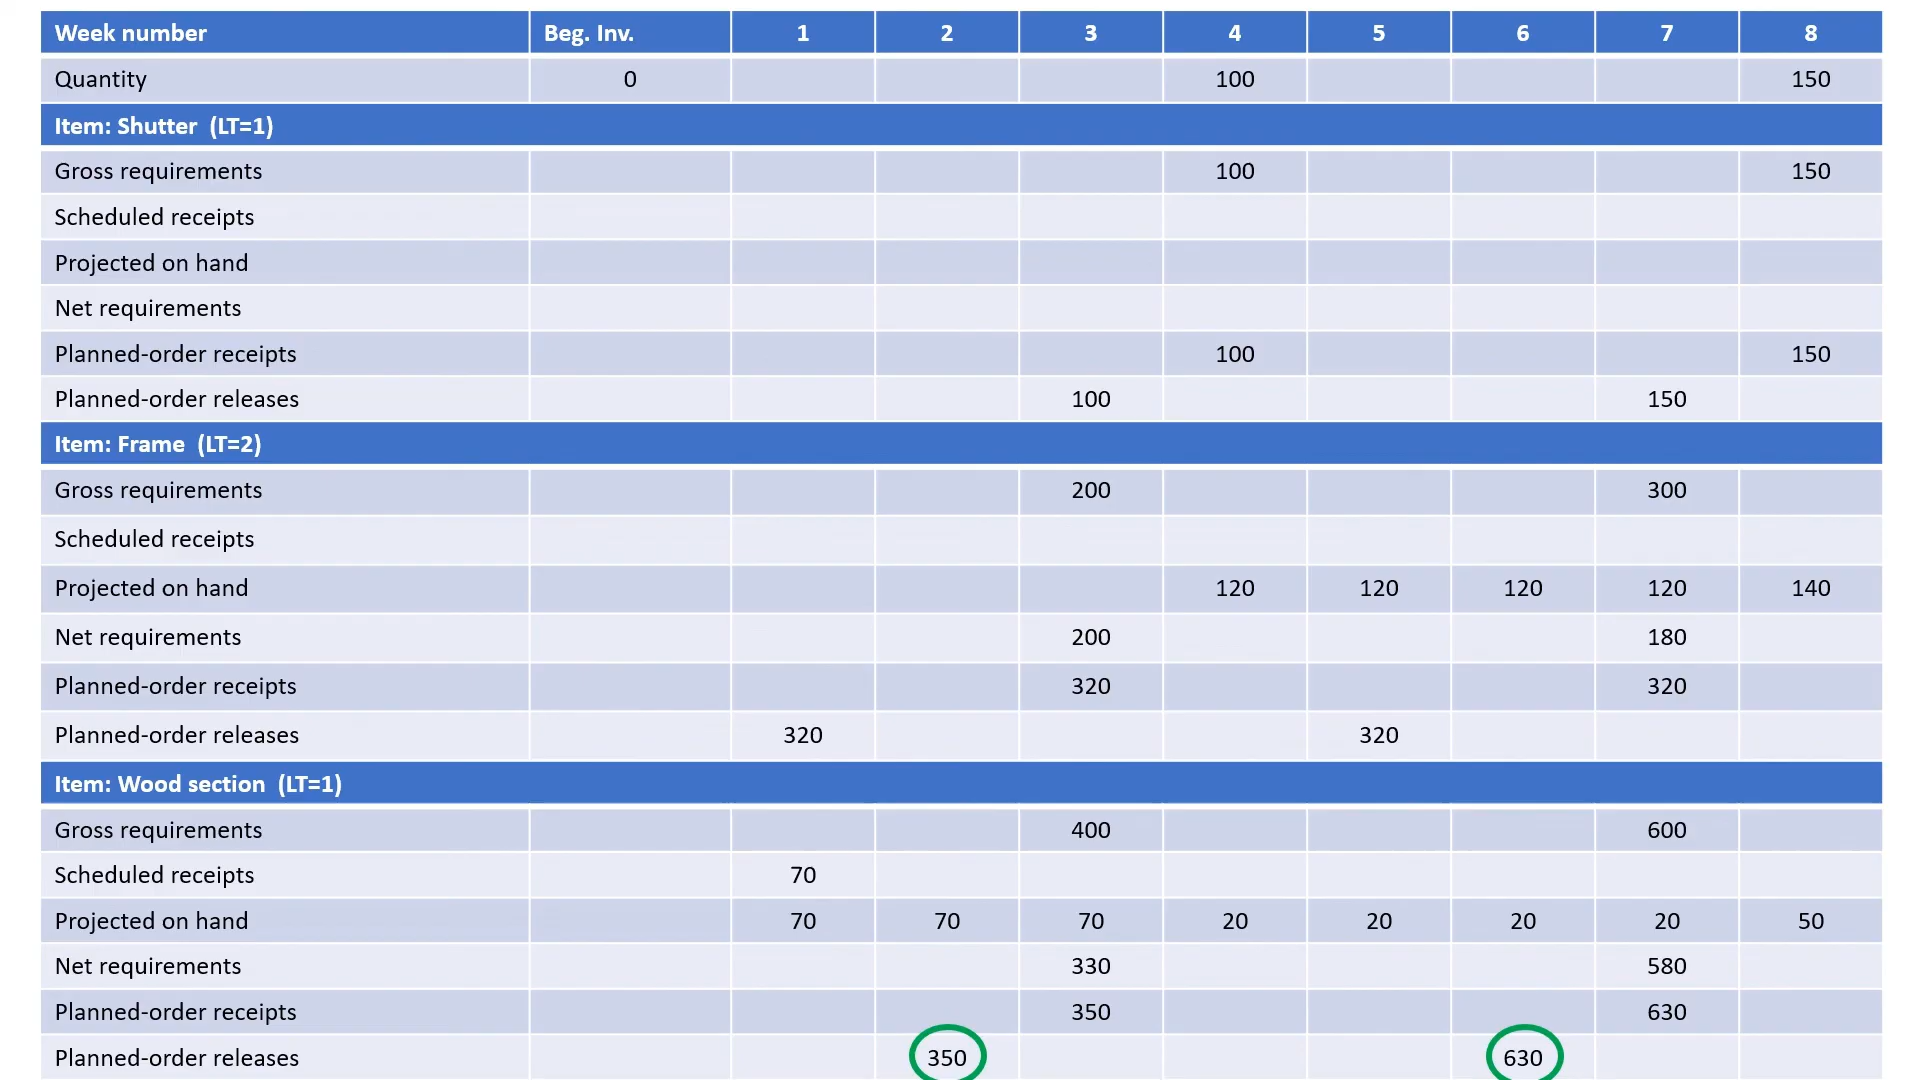 Week number Beg. Inv. 1 2 3 4 5 6 7 8
Quantity 0 100 150
Item: Shutter (LT=1)
Gross requirements 100 150
Scheduled receipts
Projected on hand
Net requirements
Planned-order receipts 100 150
Planned-order releases 100 150
Item: Frame (LT=2)
Gross requirements 200 300
Scheduled receipts
Projected on hand 120 120 120 120 140
Net requirements 200 180
Planned-order receipts 320 320
Planned-order releases 320 320
Item: Wood section (LT=1)
Gross requirements 400 600
Scheduled receipts 70
Projected on hand 70 70 70 20 20 20 20 50
Net requirements 330 580
Planned-order receipts 350 630
Planned-order releases 350 630